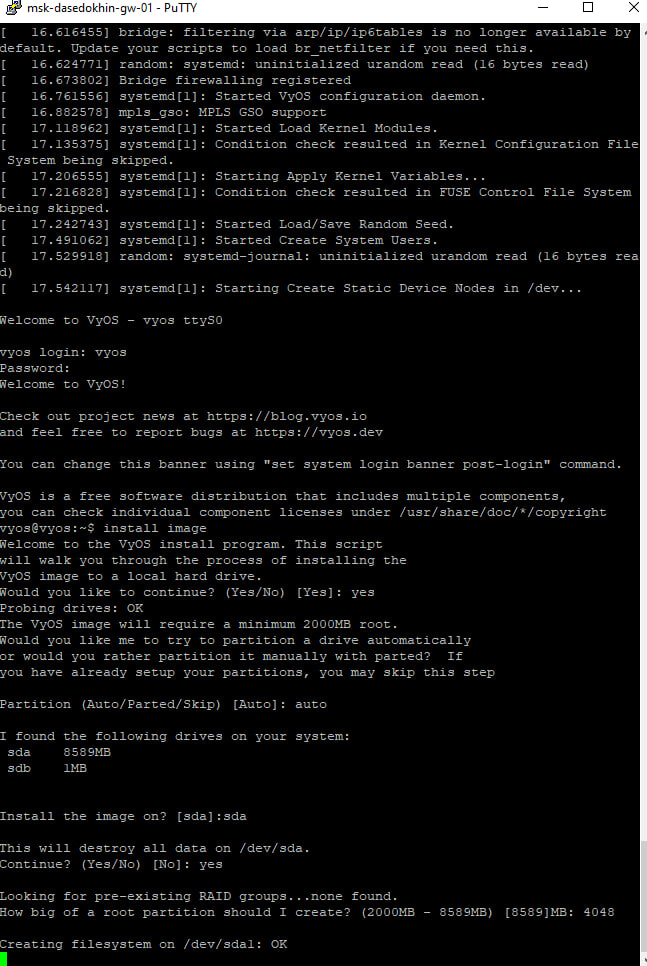 msk-dasedokhin-gw-01 - PuTTY
[   16.616455] bridge: filtering via arp/ip/ip6tables is no longer available by
default. Update your scripts to load br_netfilter if you need this.
[   16.624771] random: systemd: uninitialized urandom read (16 bytes read)
[   16.673802] Bridge firewalling registered
[   16.761556] systemd[1]: Started VyOS configuration daemon.
[   16.882578] mpls_gso: MPLS GSO support
[   17.118962] systemd[1]: Started Load Kernel Modules.
[   17.135375] systemd[1]: Condition check resulted in Kernel Configuration File
 System being skipped.
[   17.206555] systemd[1]: Starting Apply Kernel Variables...
[   17.216828] systemd[1]: Condition check resulted in FUSE Control File System
being skipped.
[   17.242743] systemd[1]: Started Load/Save Random Seed.
[   17.491062] systemd[1]: Started Create System Users.
[   17.529918] random: systemd-journal: uninitialized urandom read (16 bytes rea
d)
[   17.542117] systemd[1]: Starting Create Static Device Nodes in /dev...
Welcome to VyOS - vyos ttyS0
vyos login: vyos
Password:
Welcome to VyOS!
Check out project news at https://blog.vyos.io
and feel free to report bugs at https://vyos.dev
You can change this banner using "set system login banner post-login" command.
VyOS is a free software distribution that includes multiple components,
you can check individual component licenses under /usr/share/doc/*/copyright
vyos@vyos:~$ install image
Welcome to the VyOS install program. This script
will walk you through the process of installing the
VyOS image to a local hard drive.
Would you like to continue? (Yes/No) [Yes]: yes
Probing drives: OK
The VyOS image will require a minimum 2000MB root.
Would you like me to try to partition a drive automatically
or would you rather partition it manually with parted?  If
you have already setup your partitions, you may skip this step
Partition (Auto/Parted/Skip) [Auto]: auto
I found the following drives on your system:
 sda    8589MB
 sdb    1MB
Install the image on? [sda]:sda
This will destroy all data on /dev/sda.
Continue? (Yes/No) [No]: yes
Looking for pre-existing RAID groups...none found.
How big of a root partition should I create? (2000MB - 8589MB) [8589]MB: 4048
Creating filesystem on /dev/sda1: OK